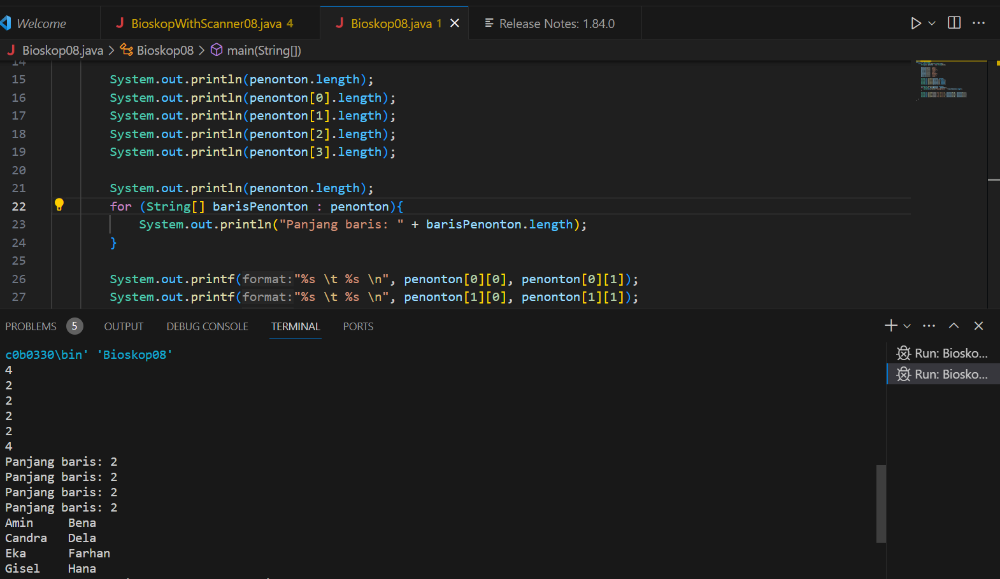 Welcome
BioskopWithScanner08.java 4
Bioskop08.java 1
Release Notes: 1.84.0
Bioskop08.java > Bioskop08 > main(String[])
14
15 System.out.println(penonton.length);
16 System.out.println(penonton[0].length);
17 System.out.println(penonton[1].length);
18 System.out.println(penonton[2].length);
19 System.out.println(penonton[3].length);
20
21 System.out.println(penonton.length);
22 for (String[] barisPenonton : penonton){
23 System.out.println("Panjang baris: " + barisPenonton.length);
24 }
25
26 System.out.printf(format:"%s \t %s \n", penonton[0][0], penonton[0][1]);
27 System.out.printf(format:"%s \t %s \n", penonton[1][0], penonton[1][1]);
PROBLEMS 5 OUTPUT DEBUG CONSOLE TERMINAL PORTS
c0b0330\bin' 'Bioskop08'
4
2
2
2
2
4
Panjang baris: 2
Panjang baris: 2
Panjang baris: 2
Panjang baris: 2
Amin Bena
Candra Dela
Eka Farhan
Gisel Hana
Run: Biosko...
Run: Biosko...